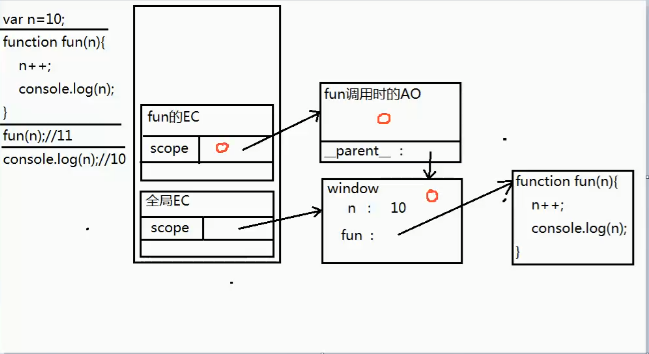 var n=10;
function fun(n){
n++;
console.log(n);
}
fun(n);//11
console.log(n);//10
fun的EC
scope
全局EC
scope
fun调用时的AO
__parent__ :
window
n : 10
fun :
function fun(n){
n++;
console.log(n);
}